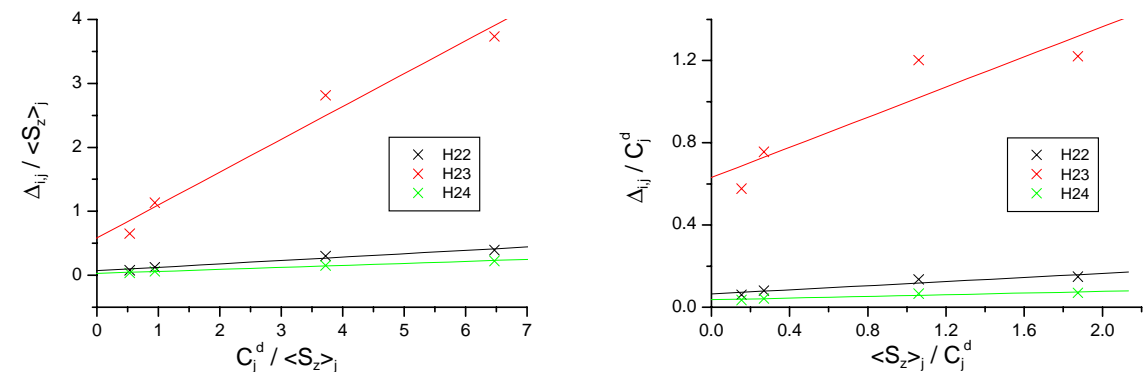 4
3
2
1
0
Δi,j / <Sz>j
H22
H23
H24
0 1 2 3 4 5 6 7
Cjd / <Sz>j
1.2
0.8
0.4
0.0
Δi,j / Cjd
H22
H23
H24
0.0 0.4 0.8 1.2 1.6 2.0
<Sz>j / Cjd